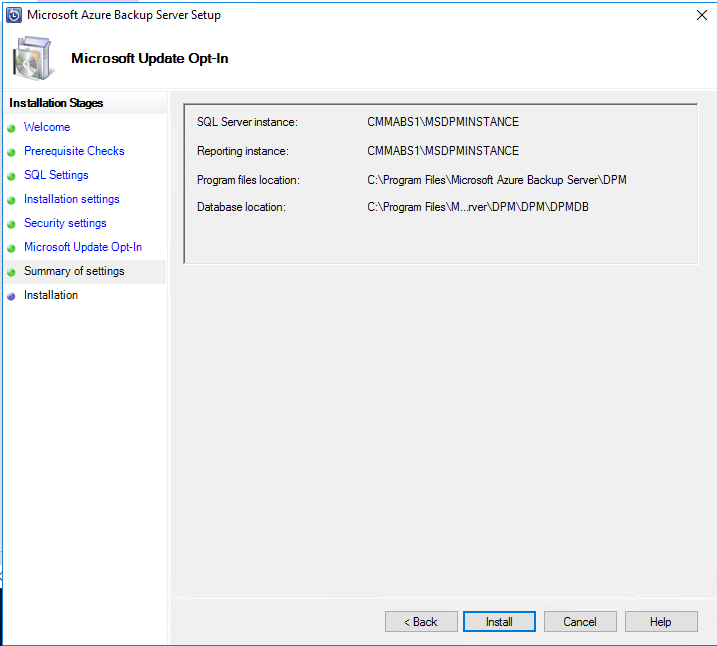 Microsoft Azure Backup Server Setup
Microsoft Update Opt-In
Installation Stages
Welcome
Prerequisite Checks
SQL Settings
Installation settings
Security settings
Microsoft Update Opt-In
Summary of settings
Installation
SQL Server instance: CMMABS1\MSDPMINSTANCE
Reporting instance: CMMABS1\MSDPMINSTANCE
Program files location: C:\Program Files\Microsoft Azure Backup Server\DPM
Database location: C:\Program Files\M...rver\DPM\DPM\DPMDB
< Back Install Cancel Help